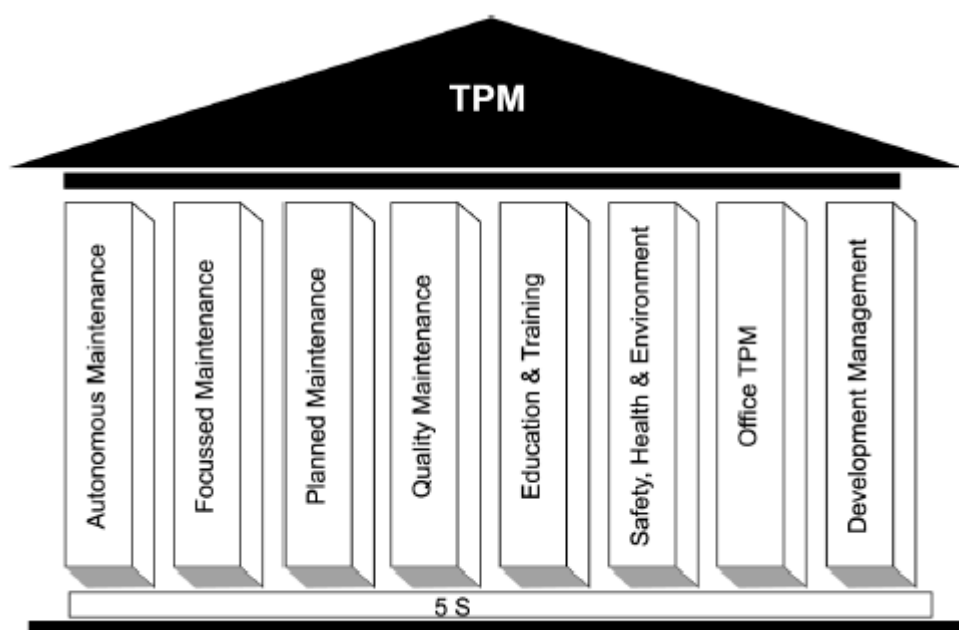 TPM
Autonomous Maintenance
Focussed Maintenance
Planned Maintenance
Quality Maintenance
Education & Training
Safety, Health & Environment
Office TPM
Development Management
5 S